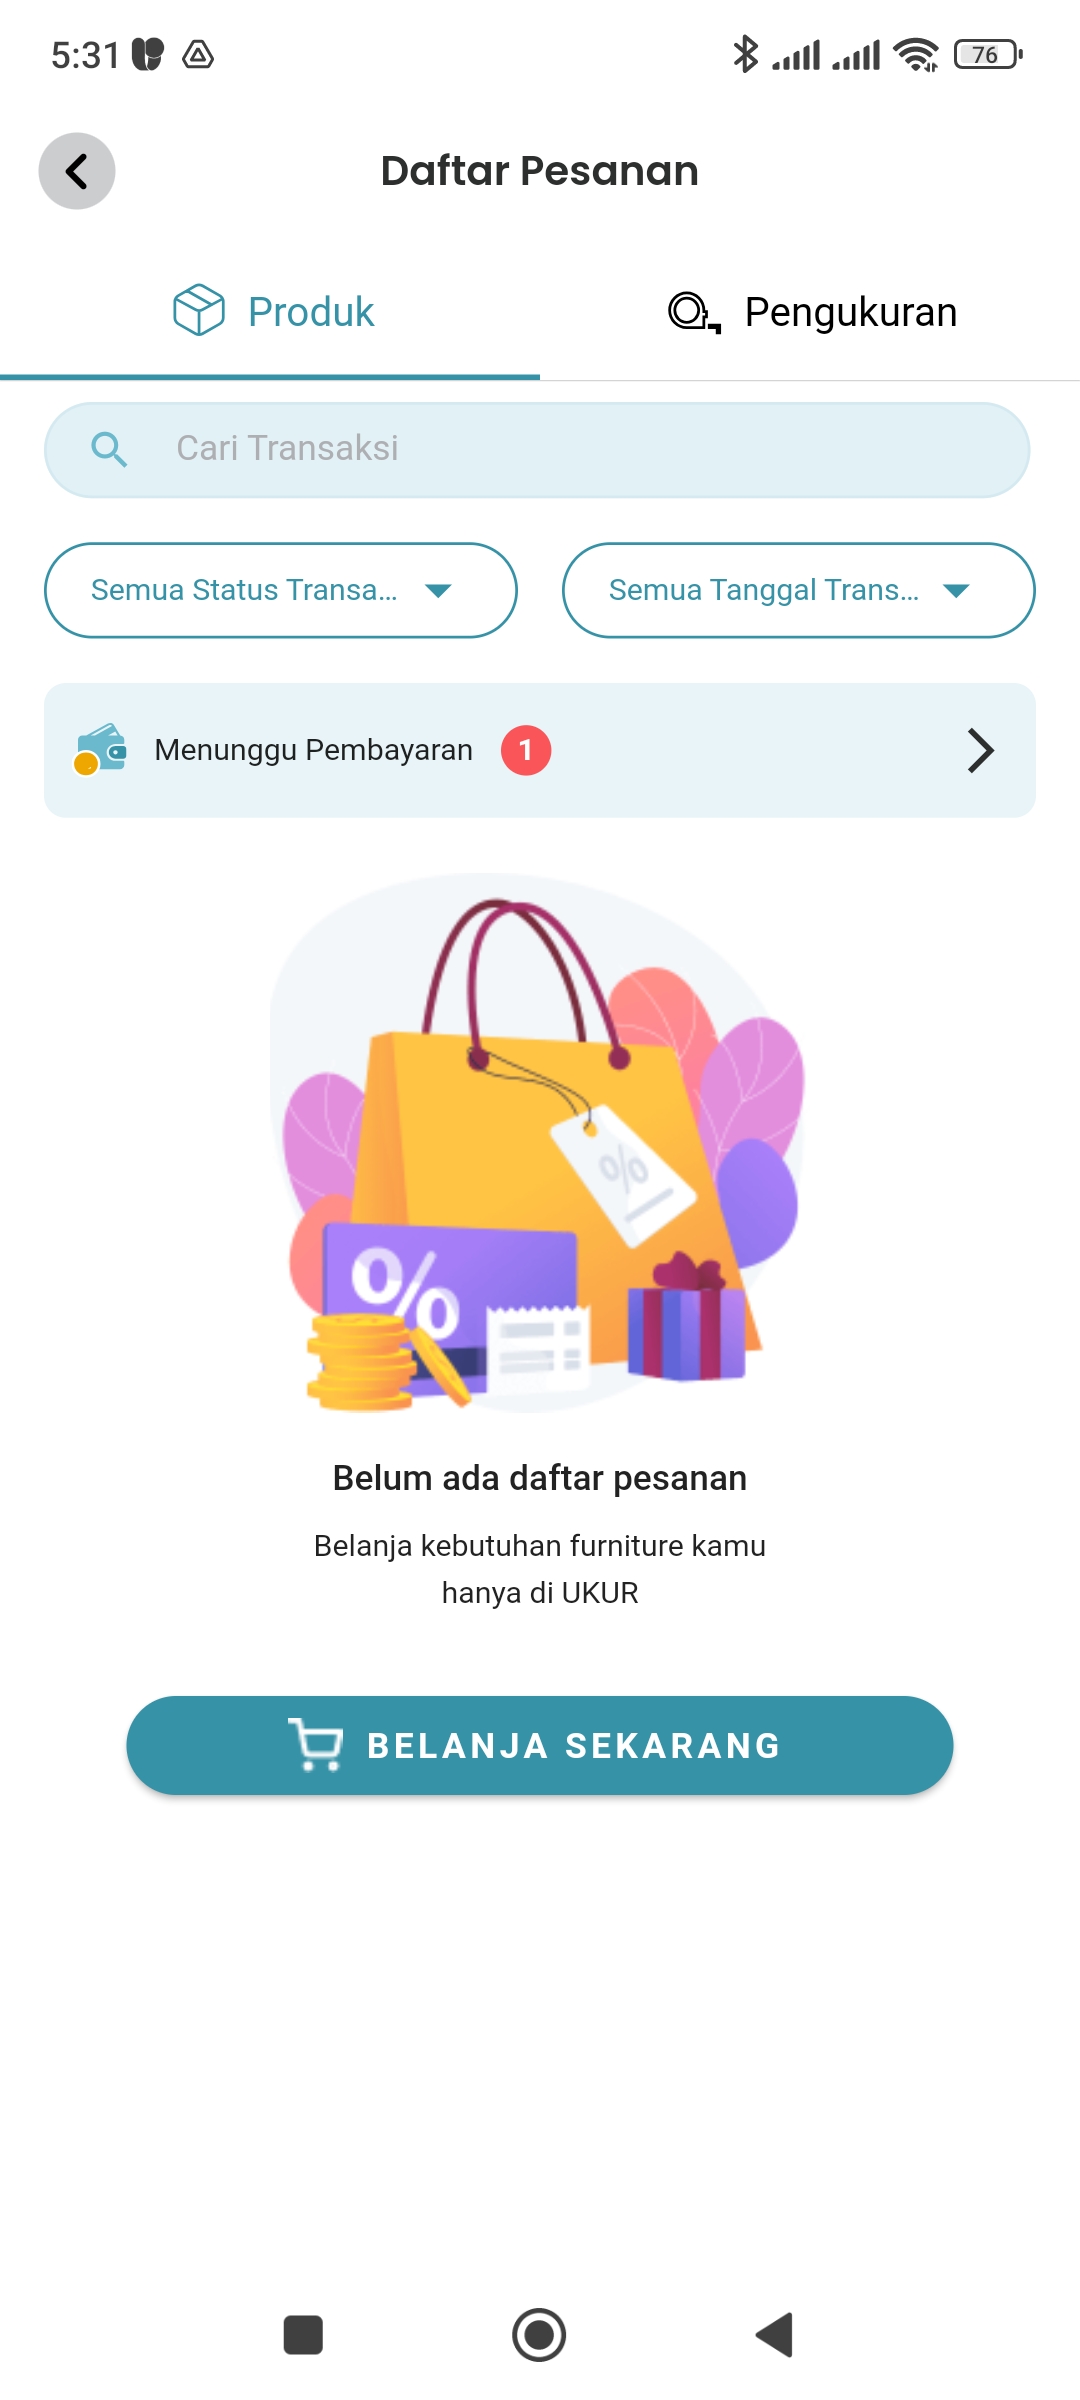 5:31
76
Daftar Pesanan
Produk
Pengukuran
Cari Transaksi
Semua Status Transa...
Semua Tanggal Trans...
Menunggu Pembayaran 1
%
%
Belum ada daftar pesanan
Belanja kebutuhan furniture kamu
hanya di UKUR
BELANJA SEKARANG